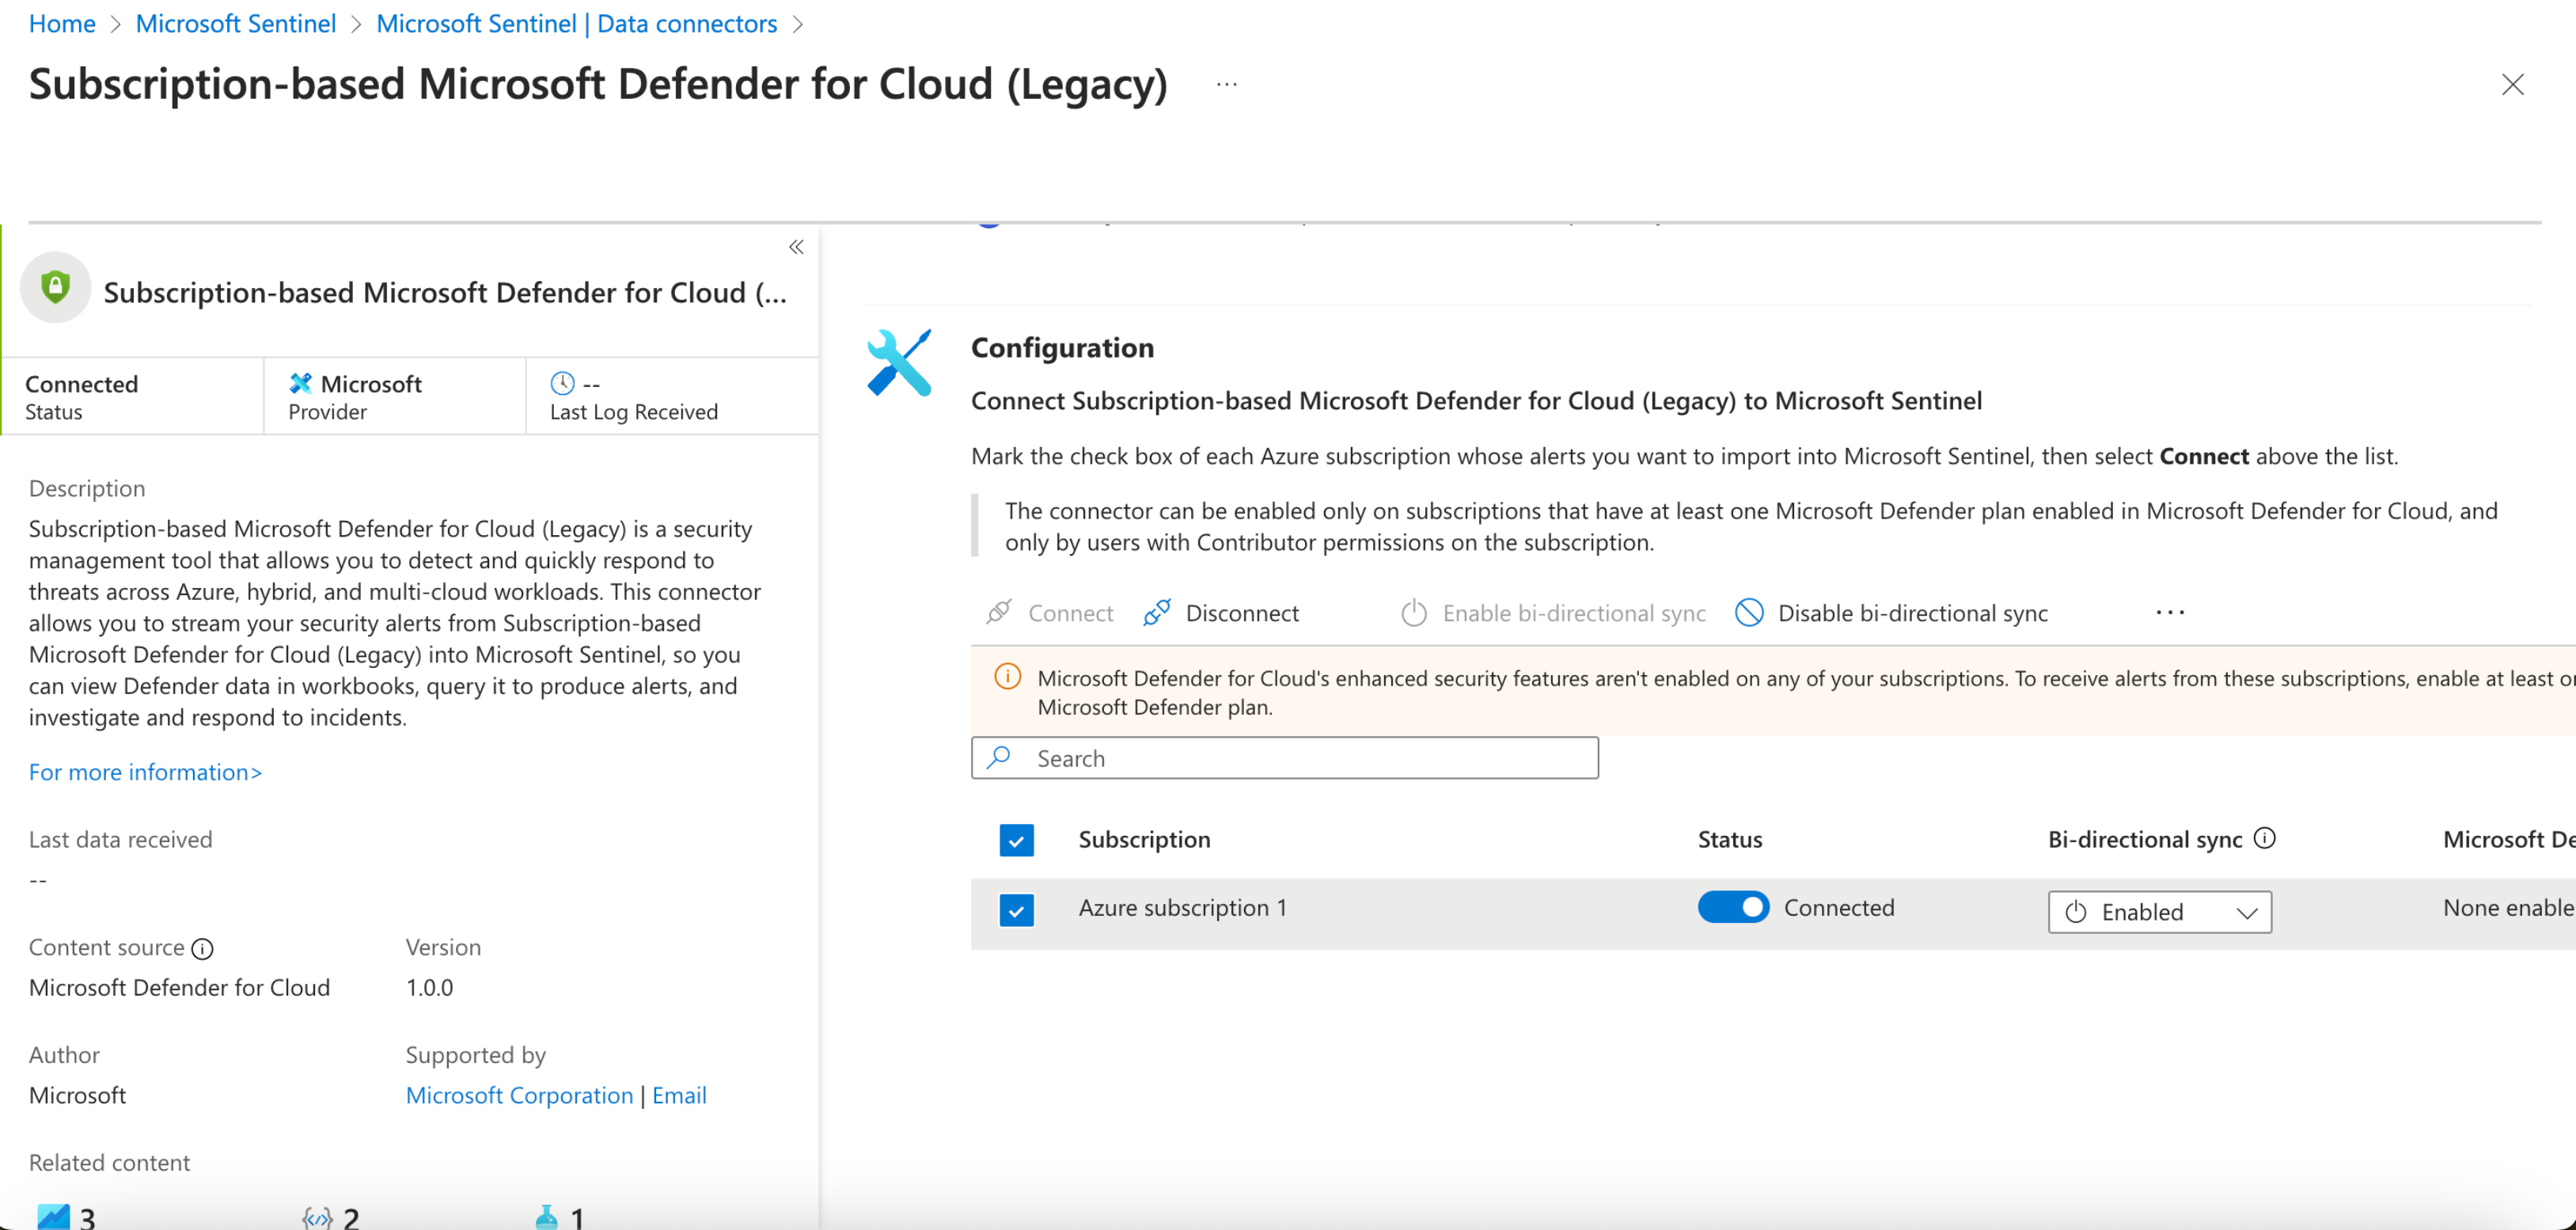 Home > Microsoft Sentinel > Microsoft Sentinel | Data connectors >
Subscription-based Microsoft Defender for Cloud (Legacy) ...
Subscription-based Microsoft Defender for Cloud (...
Connected
Status
Microsoft
Provider
--
Last Log Received
Description
Subscription-based Microsoft Defender for Cloud (Legacy) is a security
management tool that allows you to detect and quickly respond to
threats across Azure, hybrid, and multi-cloud workloads. This connector
allows you to stream your security alerts from Subscription-based
Microsoft Defender for Cloud (Legacy) into Microsoft Sentinel, so you
can view Defender data in workbooks, query it to produce alerts, and
investigate and respond to incidents.
For more information>
Last data received
--
Content source
Version
Microsoft Defender for Cloud
1.0.0
Author
Supported by
Microsoft
Microsoft Corporation | Email
Related content
3
2
1
Configuration
Connect Subscription-based Microsoft Defender for Cloud (Legacy) to Microsoft Sentinel
Mark the check box of each Azure subscription whose alerts you want to import into Microsoft Sentinel, then select Connect above the list.
The connector can be enabled only on subscriptions that have at least one Microsoft Defender plan enabled in Microsoft Defender for Cloud, and
only by users with Contributor permissions on the subscription.
Connect Disconnect Enable bi-directional sync Disable bi-directional sync ...
Microsoft Defender for Cloud's enhanced security features aren't enabled on any of your subscriptions. To receive alerts from these subscriptions, enable at least
Microsoft Defender plan.
Search
Subscription Status Bi-directional sync Microsoft
Azure subscription 1 Connected Enabled None enable